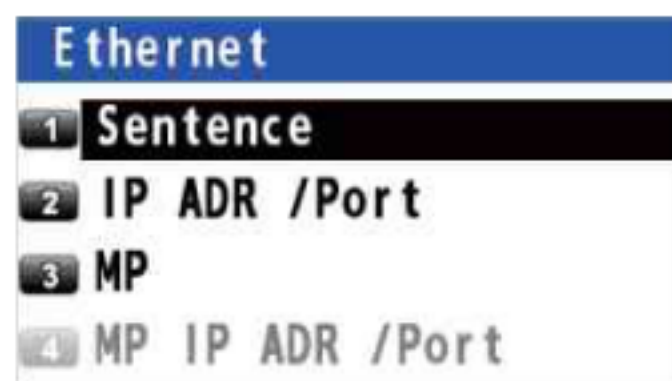 Ethernet
1 Sentence
2 IP ADR /Port
3 MP
4 MP IP ADR /Port